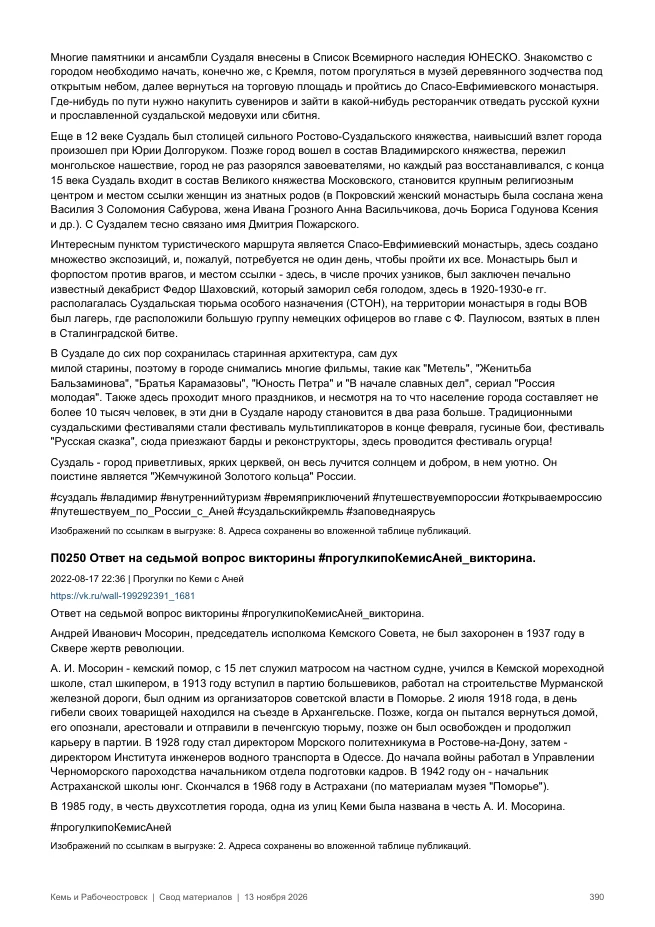 Многие памятники и ансамбли Суздаля внесены в Список Всемирного наследия ЮНЕСКО. Знакомство с
городом необходимо начать, конечно же, с Кремля, потом прогуляться в музей деревянного зодчества под
открытым небом, далее вернуться на торговую площадь и пройтись до Спасо-Евфимиевского монастыря.
Где-нибудь по пути нужно накупить сувениров и зайти в какой-нибудь ресторанчик отведать русской кухни
и прославленной суздальской медовухи или сбитня.
Еще в 12 веке Суздаль был столицей сильного Ростово-Суздальского княжества, наивысший взлет города
произошел при Юрии Долгоруком. Позже город вошел в состав Владимирского княжества, пережил
монгольское нашествие, город не раз разорялся завоевателями, но каждый раз восстанавливался, с конца
15 века Суздаль входит в состав Великого княжества Московского, становится крупным религиозным
центром и местом ссылки женщин из знатных родов (в Покровский женский монастырь была сослана жена
Василия 3 Соломония Сабурова, жена Ивана Грозного Анна Васильчикова, дочь Бориса Годунова Ксения
и др.). С Суздалем тесно связано имя Дмитрия Пожарского.
Интересным пунктом туристического маршрута является Спасо-Евфимиевский монастырь, здесь создано
множество экспозиций, и, пожалуй, потребуется не один день, чтобы пройти их все. Монастырь был и
форпостом против врагов, и местом ссылки - здесь, в числе прочих узников, был заключен печально
известный декабрист Федор Шаховский, который заморил себя голодом, здесь в 1920-1930-е гг.
располагалась Суздальская тюрьма особого назначения (СТОН), на территории монастыря в годы ВОВ
был лагерь, где расположили большую группу немецких офицеров во главе с Ф. Паулюсом, взятых в плен
в Сталинградской битве.
В Суздале до сих пор сохранилась старинная архитектура, сам дух
милой старины, поэтому в городе снимались многие фильмы, такие как "Метель", "Женитьба
Бальзаминова", "Братья Карамазовы", "Юность Петра" и "В начале славных дел", сериал "Россия
молодая". Также здесь проходит много праздников, и несмотря на то что население города составляет не
более 10 тысяч человек, в эти дни в Суздале народу становится в два раза больше. Традиционными
суздальскими фестивалями стали фестиваль мультипликаторов в конце февраля, гусиные бои, фестиваль
"Русская сказка", сюда приезжают барды и реконструкторы, здесь проводится фестиваль огурца!
Суздаль - город приветливых, ярких церквей, он весь лучится солнцем и добром, в нем уютно. Он
поистине является "Жемчужиной Золотого кольца" России.
#суздаль #владимир #внутреннийтуризм #времяприключений #путешествуемпороссии #открываемроссию
#путешествуем_по_России_с_Аней #суздальскийкремль #заповеднаярусь
Изображений по ссылкам в выгрузке: 8. Адреса сохранены во вложенной таблице публикаций.
П0250 Ответ на седьмой вопрос викторины #прогулкипоКемисАней_викторина.
2022-08-17 22:36 | Прогулки по Кеми с Аней
https://vk.ru/wall-199292391_1681
Ответ на седьмой вопрос викторины #прогулкипоКемисАней_викторина.
Андрей Иванович Мосорин, председатель исполкома Кемского Совета, не был захоронен в 1937 году в
Сквере жертв революции.
А. И. Мосорин - кемский помор, с 15 лет служил матросом на частном судне, учился в Кемской мореходной
школе, стал шкипером, в 1913 году вступил в партию большевиков, работал на строительстве Мурманской
железной дороги, был одним из организаторов советской власти в Поморье. 2 июля 1918 года, в день
гибели своих товарищей находился на съезде в Архангельске. Позже, когда он пытался вернуться домой,
его опознали, арестовали и отправили в печенгскую тюрьму, позже он был освобожден и продолжил
карьеру в партии. В 1928 году стал директором Морского политехникума в Ростове-на-Дону, затем -
директором Института инженеров водного транспорта в Одессе. До начала войны работал в Управлении
Черноморского пароходства начальником отдела подготовки кадров. В 1942 году он - начальник
Астраханской школы юнг. Скончался в 1968 году в Астрахани (по материалам музея "Поморье").
В 1985 году, в честь двухсотлетия города, одна из улиц Кеми была названа в честь А. И. Мосорина.
#прогулкипоКемисАней
Изображений по ссылкам в выгрузке: 2. Адреса сохранены во вложенной таблице публикаций.
Кемь и Рабочеостровск | Свод материалов | 13 ноября 2026
390